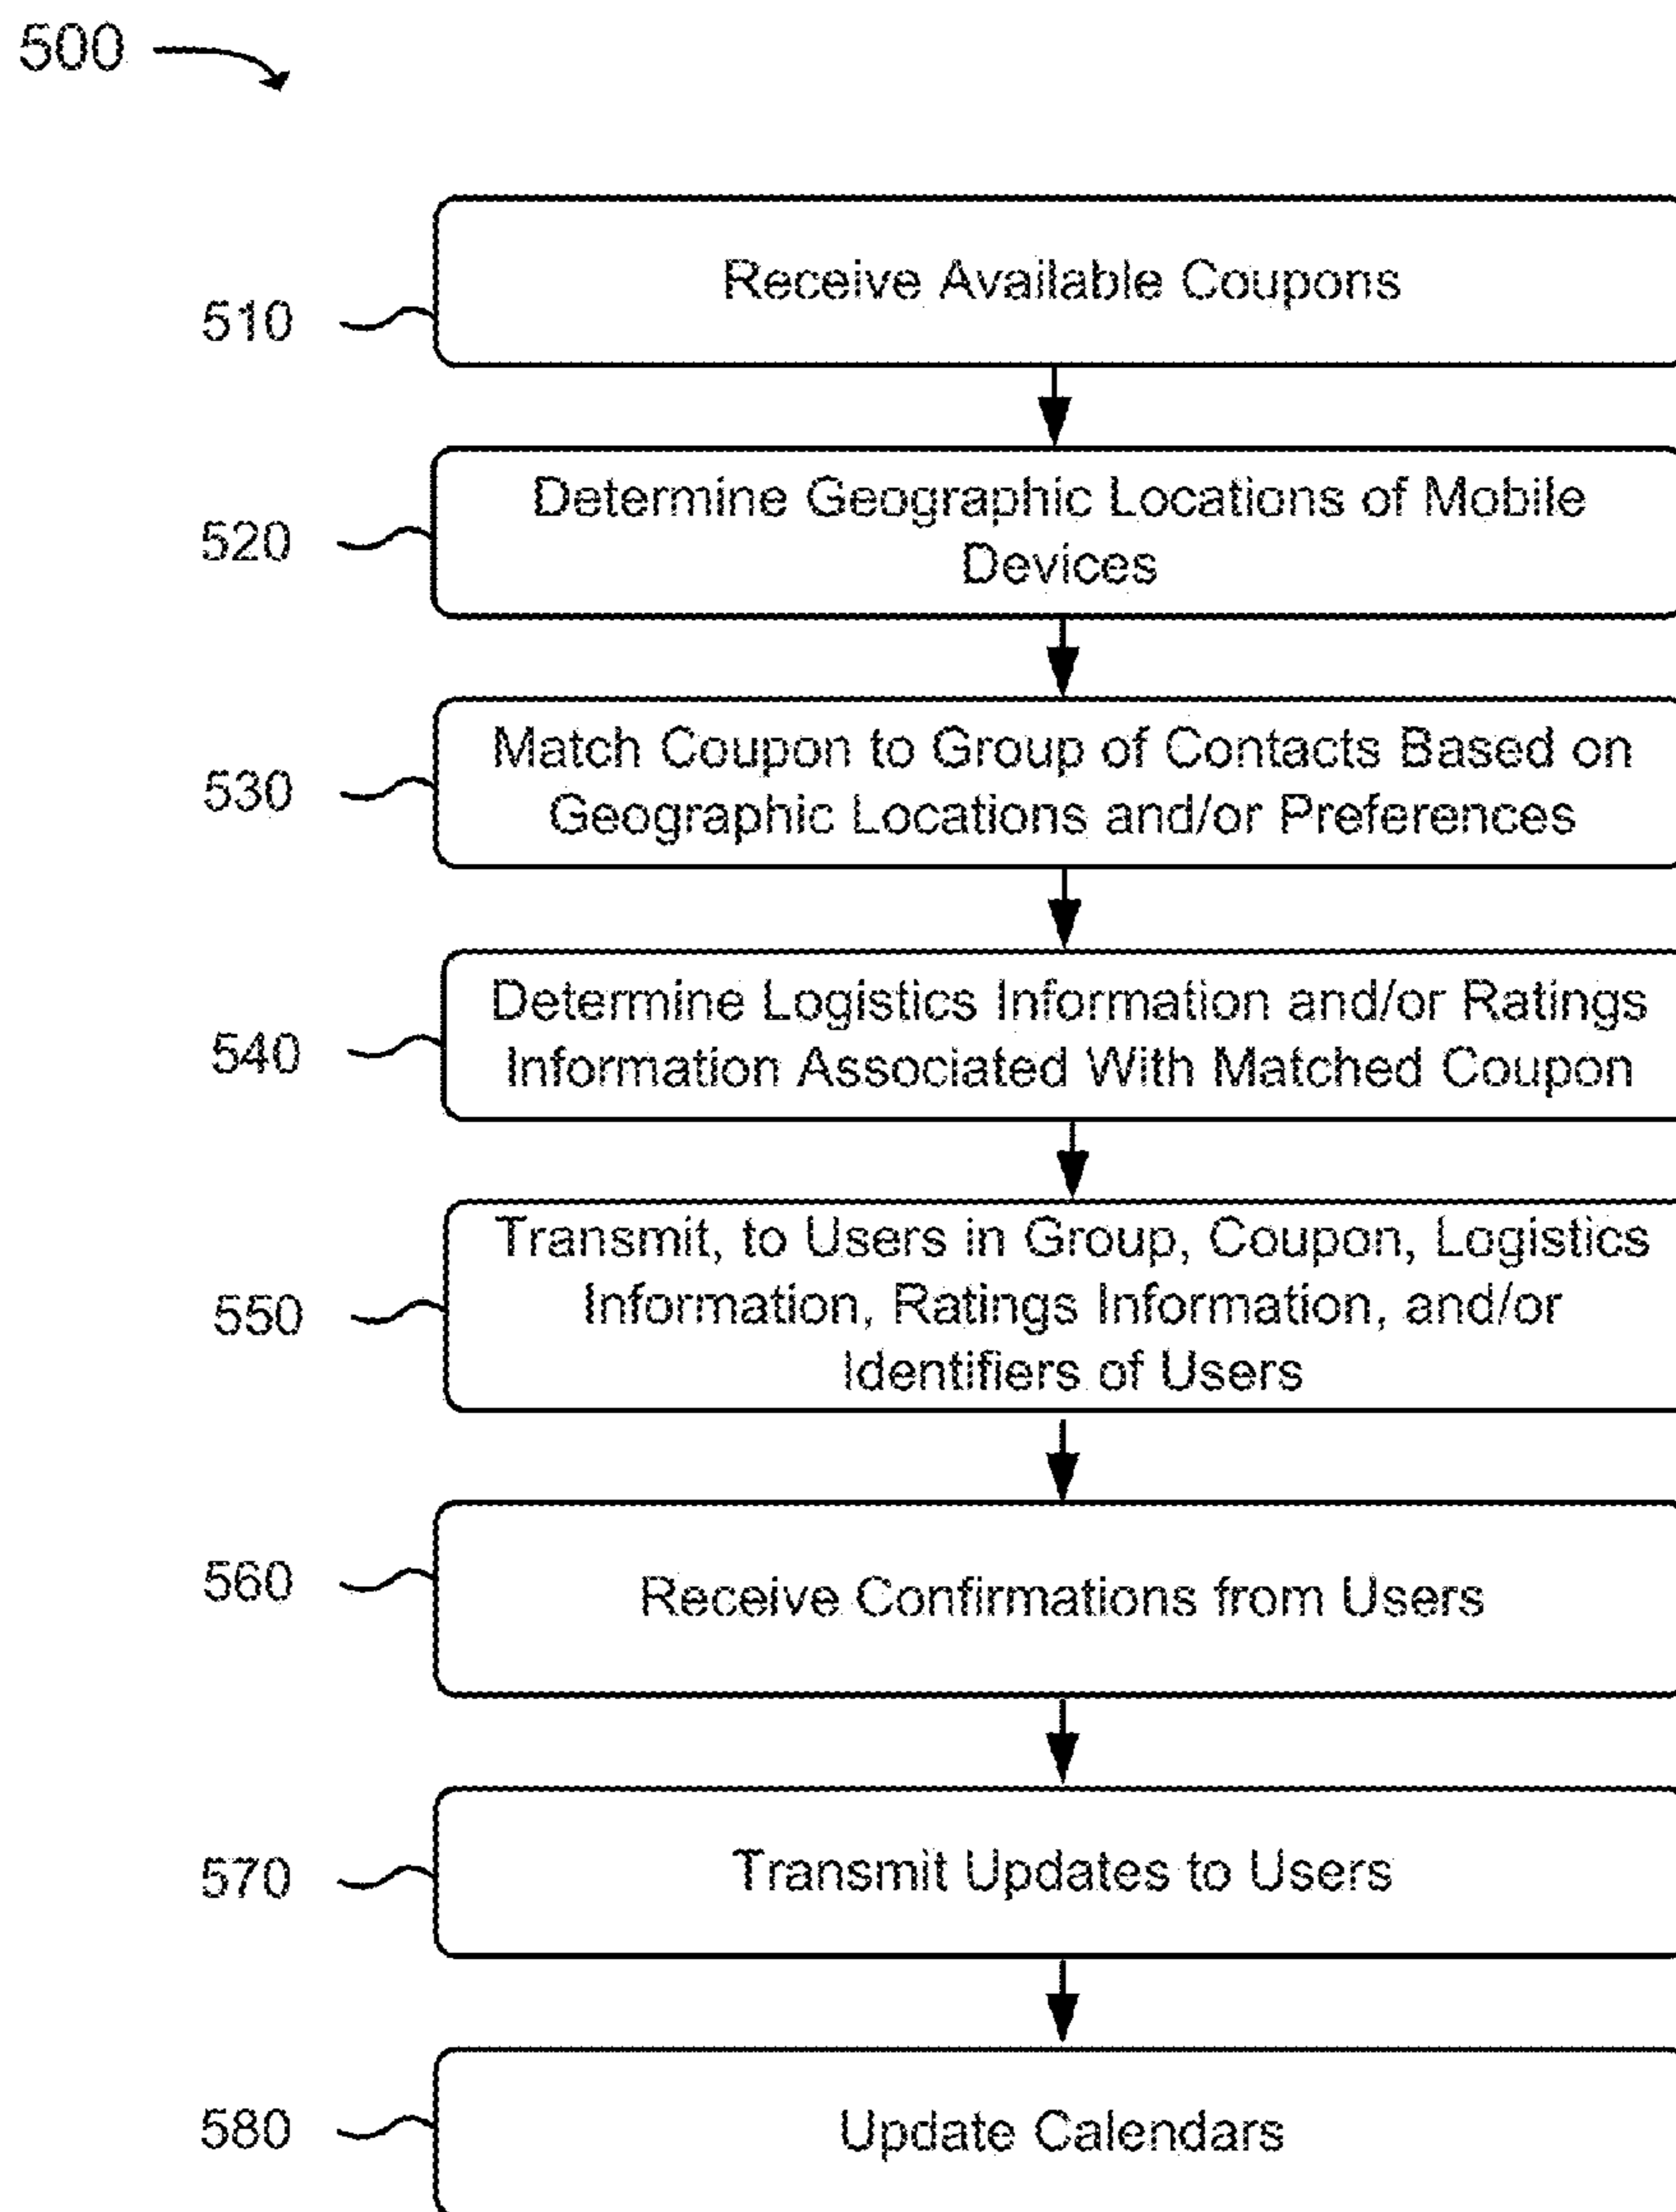 500
510
Receive Available Coupons
520
Determine Geographic Locations of Mobile
Devices
530
Match Coupon to Group of Contacts Based on
Geographic Locations and/or Preferences
540
Determine Logistics Information and/or Ratings
Information Associated With Matched Coupon
550
Transmit, to Users in Group, Coupon, Logistics
Information, Ratings Information, and/or
Identifiers of Users
560
Receive Confirmations from Users
570
Transmit Updates to Users
580
Update Calendars